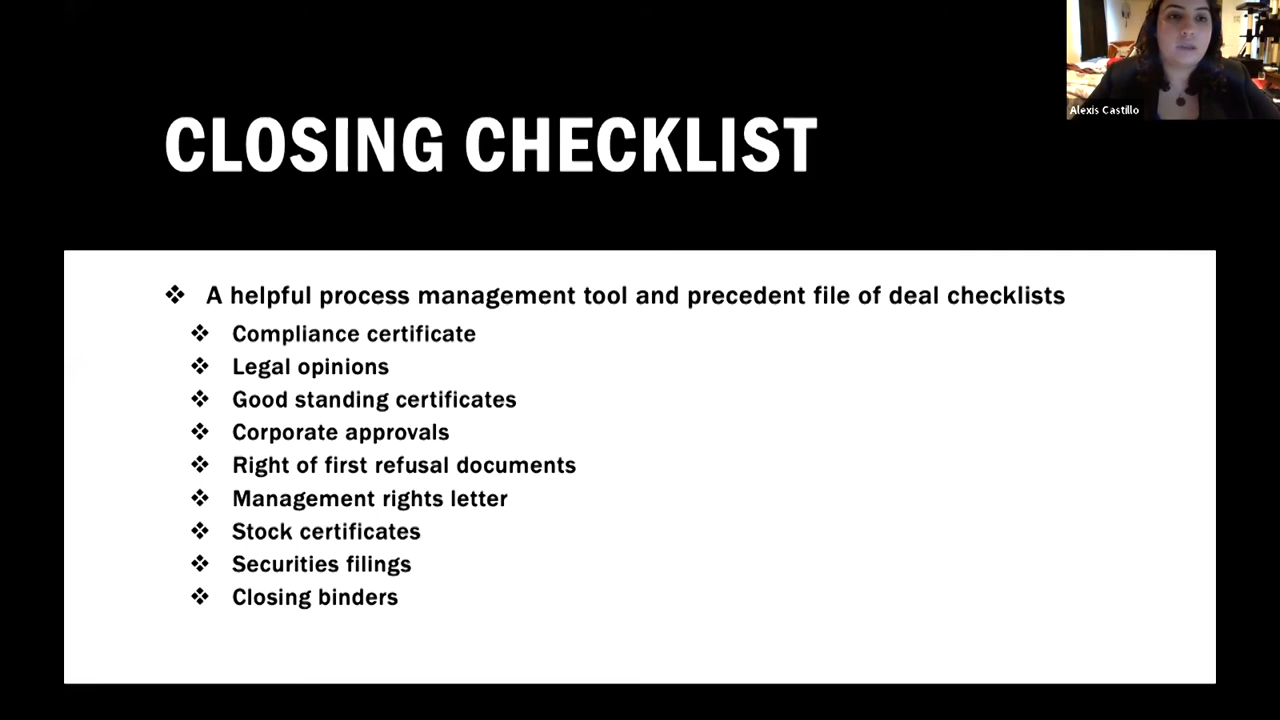 Alexis Castillo
CLOSING CHECKLIST
❖ A helpful process management tool and precedent file of deal checklists
❖ Compliance certificate
❖ Legal opinions
❖ Good standing certificates
❖ Corporate approvals
❖ Right of first refusal documents
❖ Management rights letter
❖ Stock certificates
❖ Securities filings
❖ Closing binders